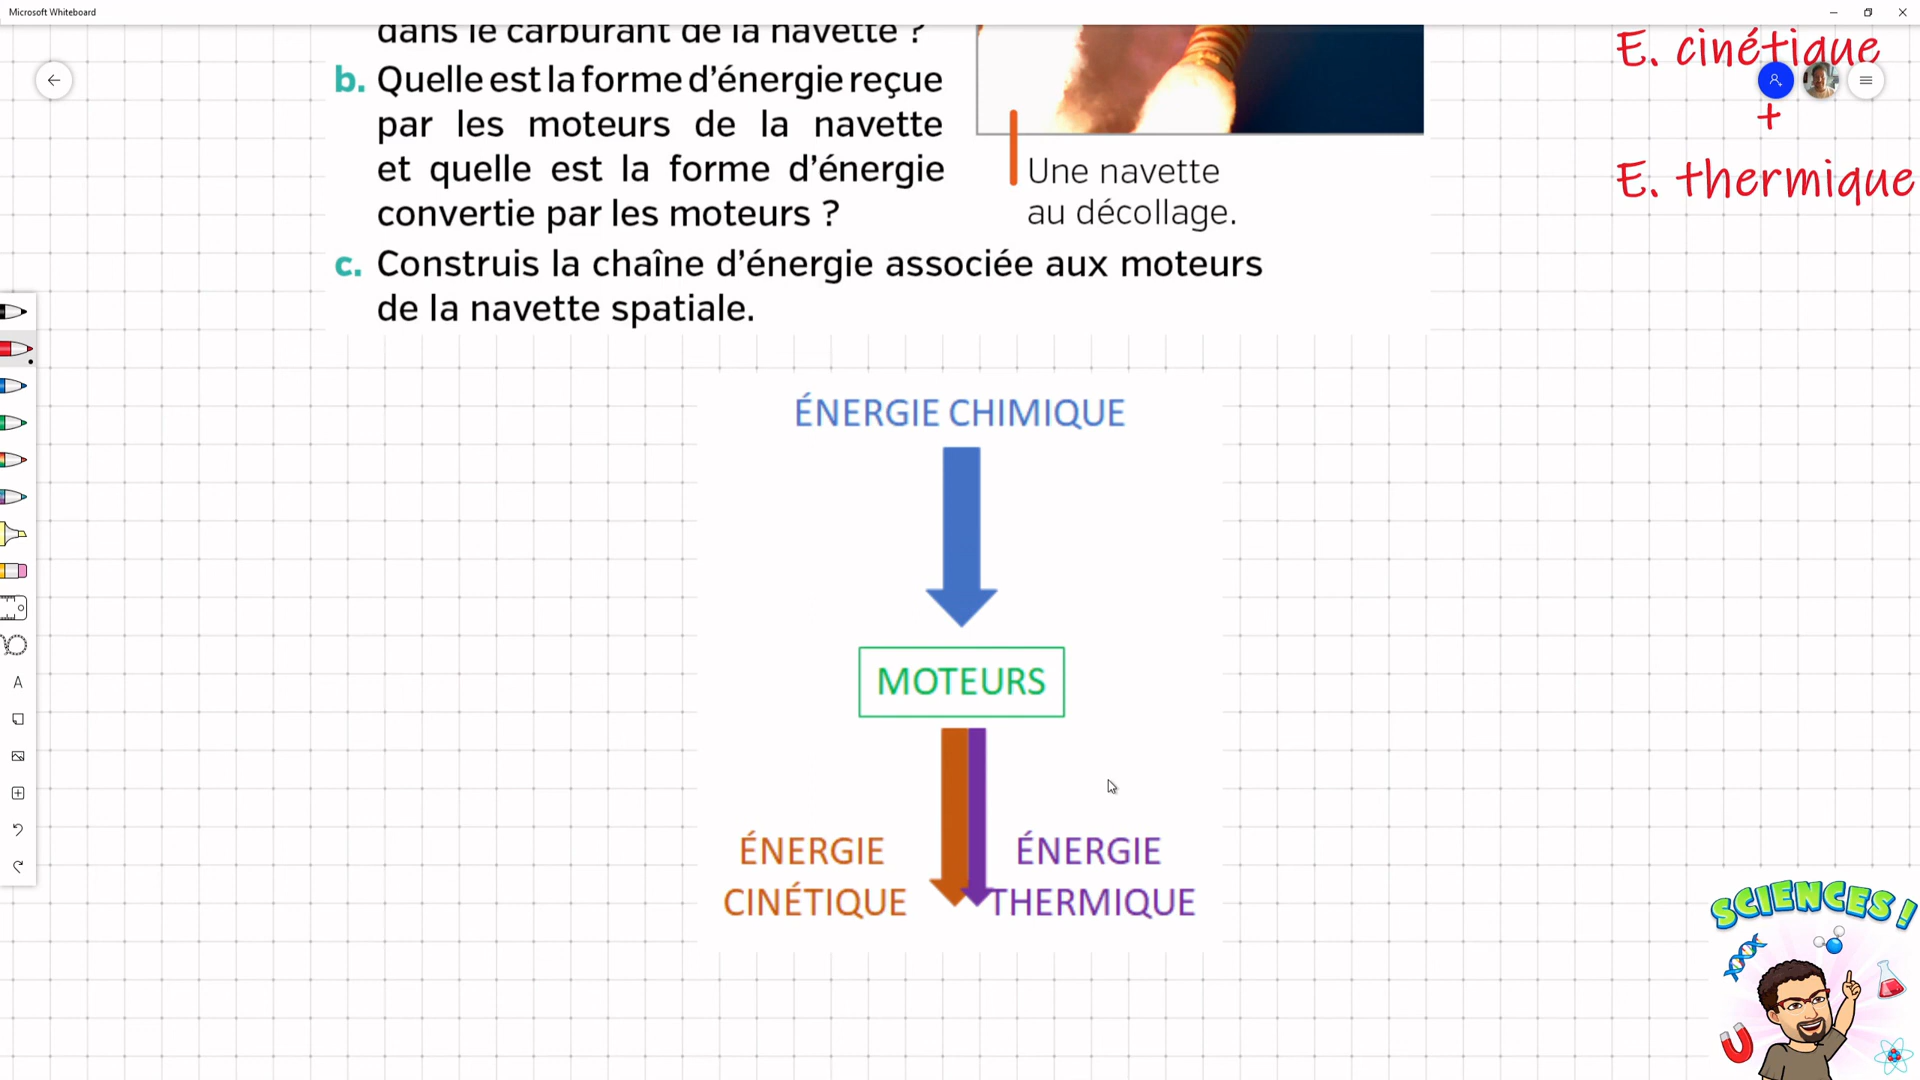 Microsoft Whiteboard
dans le carburant de la navette ?
b. Quelle est la forme d'énergie reçue
par les moteurs de la navette
et quelle est la forme d'énergie
convertie par les moteurs ?
Une navette
au décollage.
c. Construis la chaîne d'énergie associée aux moteurs
de la navette spatiale.
E. cinétique
+
E. thermique
ÉNERGIE CHIMIQUE
MOTEURS
ÉNERGIE
CINÉTIQUE
ÉNERGIE
THERMIQUE
A
SCIENCES !